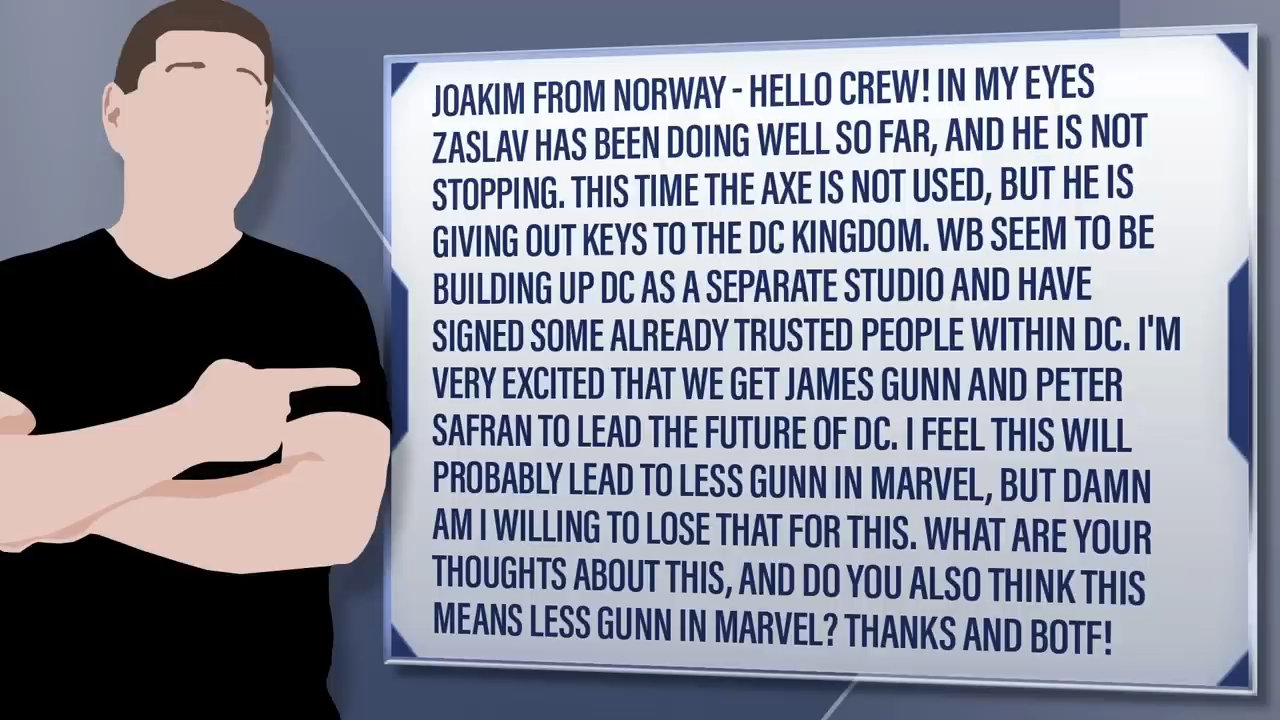 JOAKIM FROM NORWAY - HELLO CREW! IN MY EYES
ZASLAV HAS BEEN DOING WELL SO FAR, AND HE IS NOT
STOPPING. THIS TIME THE AXE IS NOT USED, BUT HE IS
GIVING OUT KEYS TO THE DC KINGDOM. WB SEEM TO BE
BUILDING UP DC AS A SEPARATE STUDIO AND HAVE
SIGNED SOME ALREADY TRUSTED PEOPLE WITHIN DC. I'M
VERY EXCITED THAT WE GET JAMES GUNN AND PETER
SAFRAN TO LEAD THE FUTURE OF DC. I FEEL THIS WILL
PROBABLY LEAD TO LESS GUNN IN MARVEL, BUT DAMN
AM I WILLING TO LOSE THAT FOR THIS. WHAT ARE YOUR
THOUGHTS ABOUT THIS, AND DO YOU ALSO THINK THIS
MEANS LESS GUNN IN MARVEL? THANKS AND BOTF!